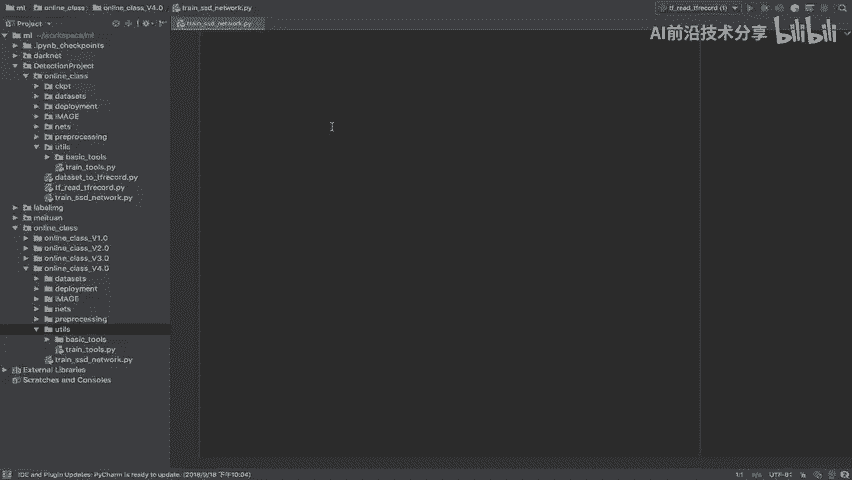 ml
online_class
online_class_V4.0
train_ssd_network.py
tf_read_tfrecord (1)
Project
train_ssd_network.py
AI前沿技术分享 bilibili
ml ~/workspace/ml
.ipynb_checkpoints
darknet
DetectionProject
online_class
ckpt
datasets
deployment
IMAGE
nets
preprocessing
utils
basic_tools
train_tools.py
dataset_to_tfrecord.py
tf_read_tfrecord.py
train_ssd_network.py
labelimg
meituan
online_class
online_class_V1.0
online_class_V2.0
online_class_V3.0
online_class_V4.0
datasets
deployment
IMAGE
nets
preprocessing
utils
basic_tools
train_tools.py
train_ssd_network.py
External Libraries
Scratches and Consoles
IDE and Plugin Updates: PyCharm is ready to update. (2018/9/18 下午10:04)
1:1 n/a UTF-8